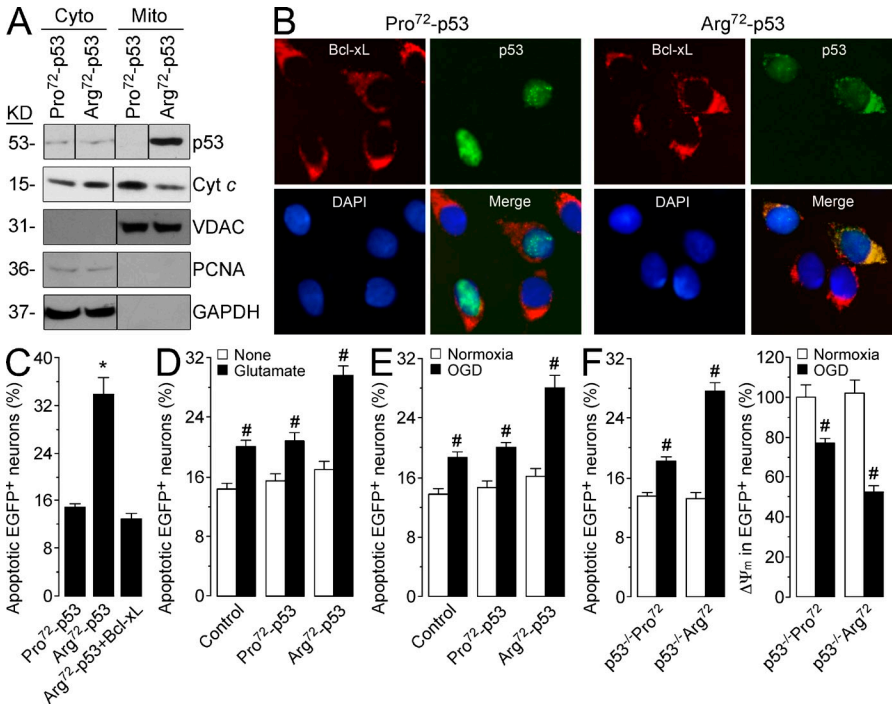 A
Cyto Mito
Pro72-p53
Arg72-p53
Pro72-p53
Arg72-p53
KD
53- p53
15- Cyt c
31- VDAC
36- PCNA
37- GAPDH
B
Pro72-p53 Arg72-p53
Bcl-xL p53 Bcl-xL p53
DAPI Merge DAPI Merge
C
Apoptotic EGFP+ neurons (%)
40
32
24
16
8
0
*
Pro72-p53
Arg72-p53
Arg72-p53+Bcl-xL
D
None
Glutamate
Apoptotic EGFP+ neurons (%)
32
24
16
8
0
# # #
Control
Pro72-p53
Arg72-p53
E
Normoxia
OGD
Apoptotic EGFP+ neurons (%)
32
24
16
8
0
# # #
Control
Pro72-p53
Arg72-p53
F
Normoxia
OGD
Apoptotic EGFP+ neurons (%)
32
24
16
8
0
# #
p53-/-Pro72
p53-/-Arg72
Normoxia
OGD
ΔΨm in EGFP+ neurons (%)
120
100
80
60
40
20
0
# #
p53-/-Pro72
p53-/-Arg72